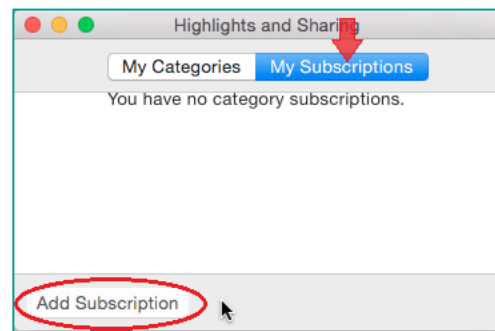 Highlights and Sharing
My Categories My Subscriptions
You have no category subscriptions.
Add Subscription